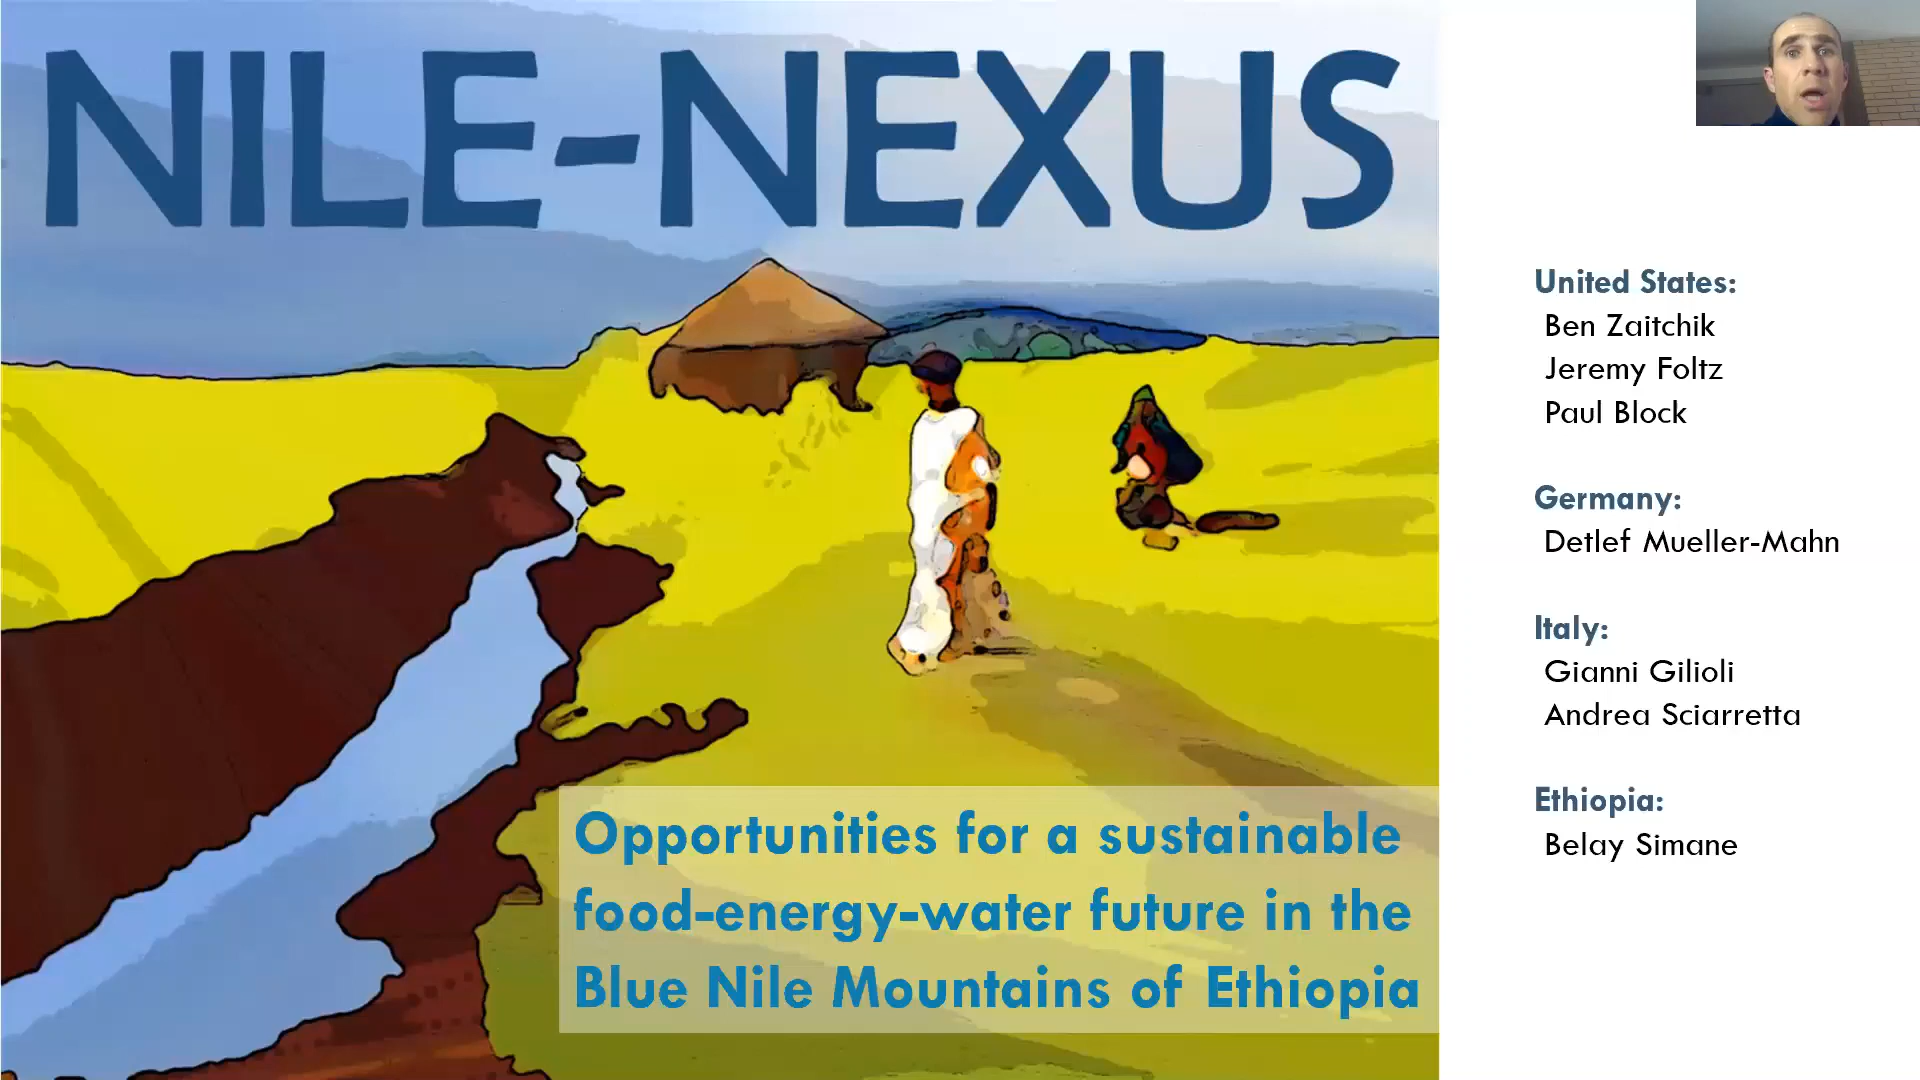 NILE-NEXUS
Opportunities for a sustainable
food-energy-water future in the
Blue Nile Mountains of Ethiopia
United States:
Ben Zaitchik
Jeremy Foltz
Paul Block
Germany:
Detlef Mueller-Mahn
Italy:
Gianni Gilioli
Andrea Sciarretta
Ethiopia:
Belay Simane